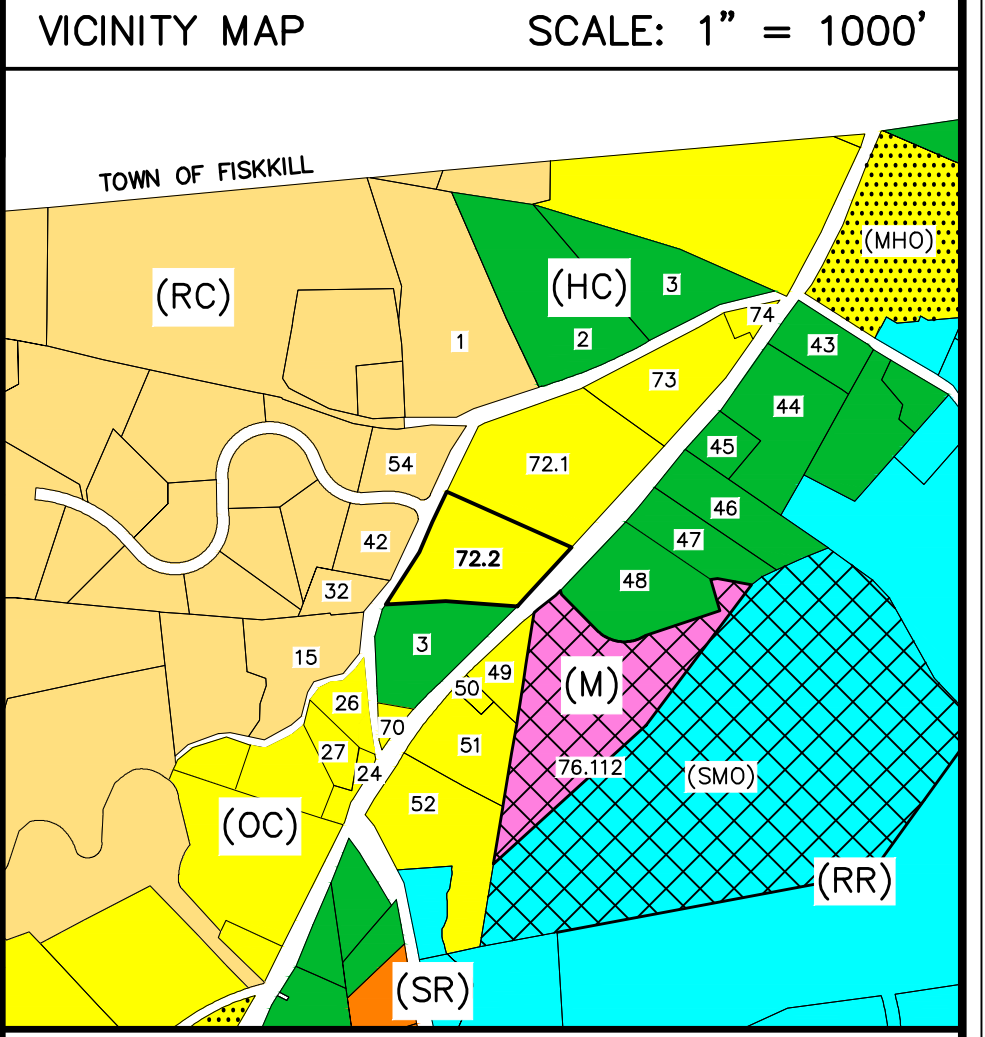 VICINITY MAP SCALE: 1" = 1000'
TOWN OF FISKKILL
(MHO)
(RC)
(HC)
3
74
1
2
43
73
44
45
54
72.1
46
42
72.2
47
48
32
3
15
49
50
(M)
26
70
27
51
24
76.112
(SMO)
52
(OC)
(RR)
(SR)